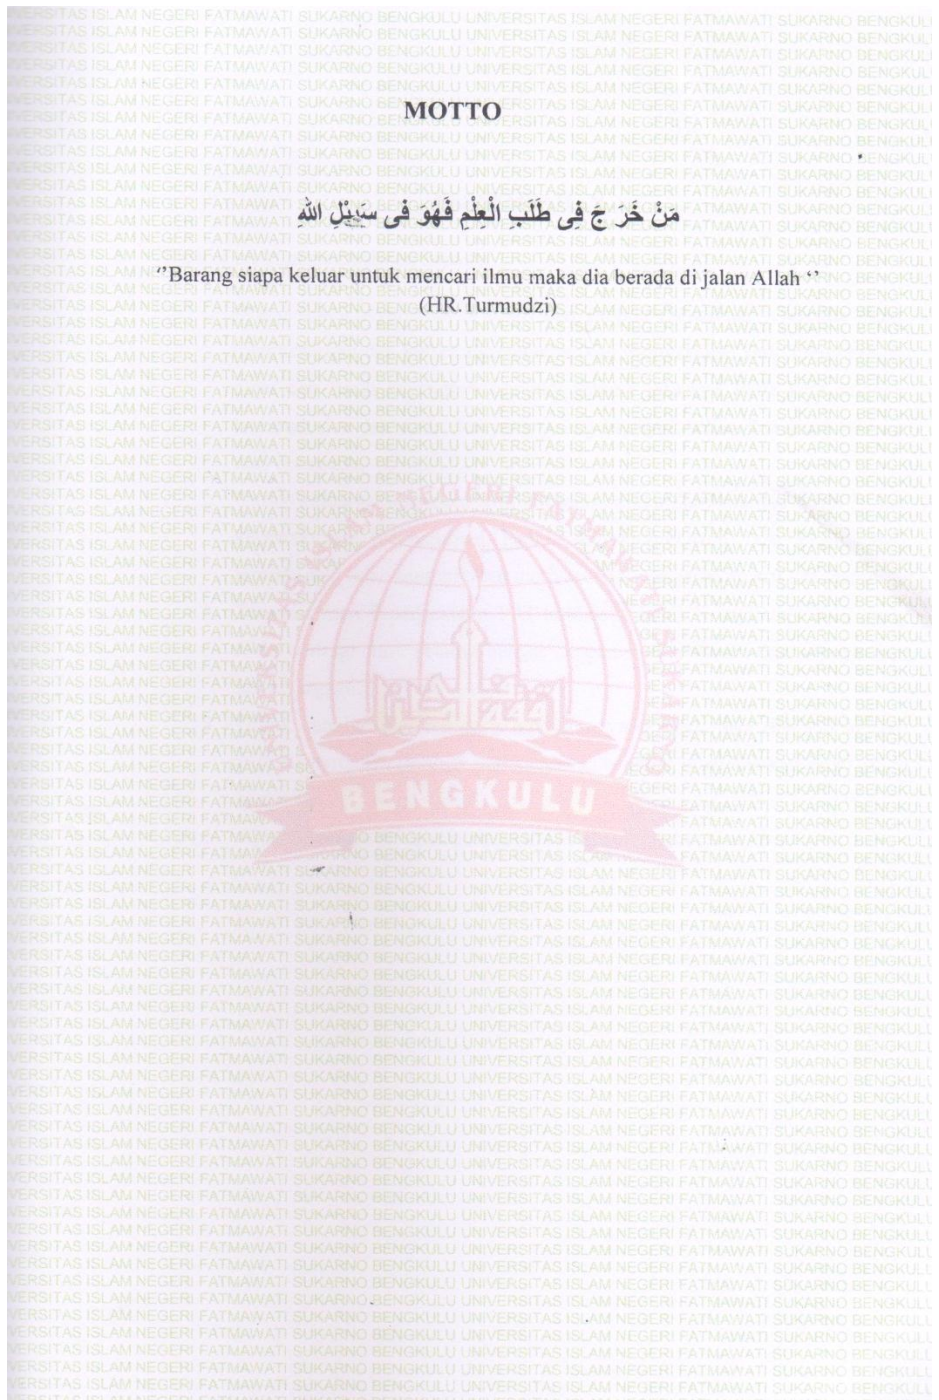 MOTTO
مَنْ خَرَ جَ فِى طَلَبِ الْعِلْمِ فَهُوَ فَى سَبِيْلِ اللهِ
‘’Barang siapa keluar untuk mencari ilmu maka dia berada di jalan Allah ‘’
(HR.Turmudzi)
UNIVERSITAS ISLAM NEGERI FATMAWATI SUKARNO
BENGKULU